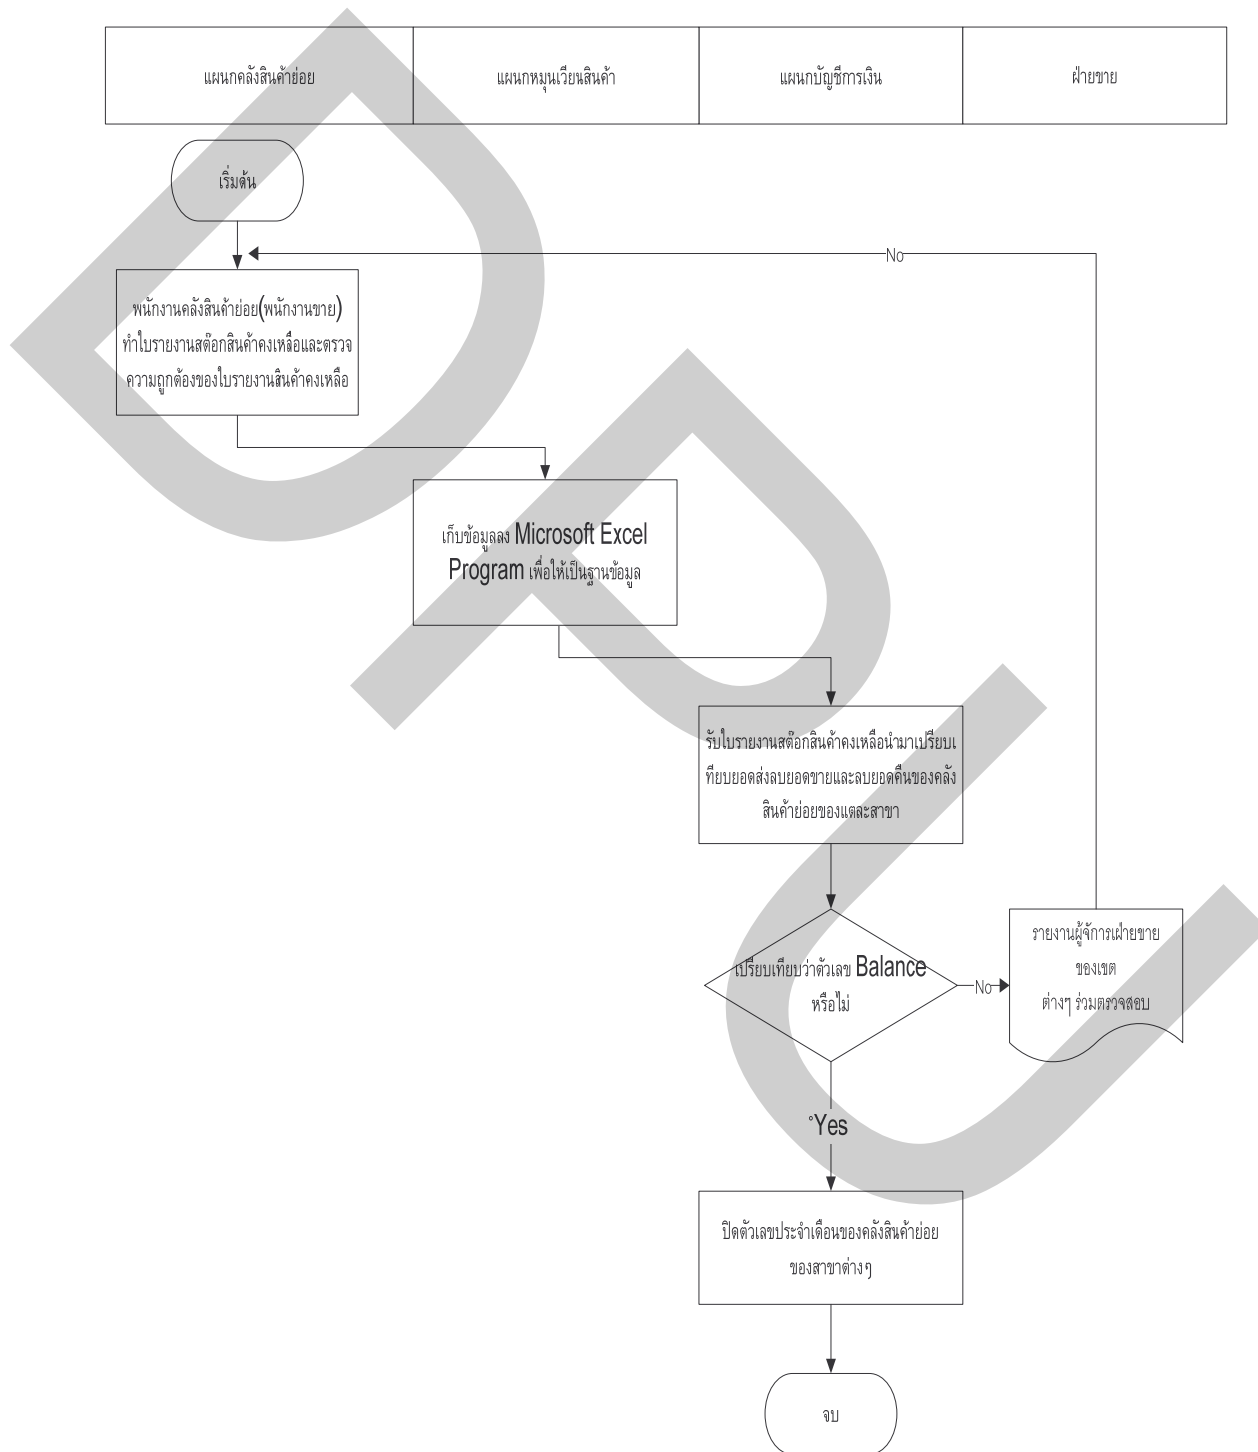 แผนกคลังสินค้าย่อย
แผนกหมุนเวียนสินค้า
แผนกบัญชีการเงิน
ฝ่ายขาย
เริ่มต้น
No
พนักงานคลังสินค้าย่อย(พนักงานขาย)
ทำใบรายงานสต๊อกสินค้าคงเหลือและตรวจ
ความถูกต้องของใบรายงานสินค้าคงเหลือ
เก็บข้อมูลลง Microsoft Excel
Program เพื่อให้เป็นฐานข้อมูล
รับใบรายงานสต๊อกสินค้าคงเหลือนำมาเปรียบเ
ทียบยอดส่งลบยอดขายและลบยอดคืนของคลัง
สินค้าย่อยของแตละสาขา
เปรียบเทียบว่าตัวเลข Balance
หรือไม่
No
รายงานผู้จัการเฝ่ายขาย
ของเขต
ต่างๆ ร่วมตรวจสอบ
°Yes
ปิดตัวเลขประจำเดือนของคลังสินค้าย่อย
ของสาขาต่างๆ
จบ
DPU